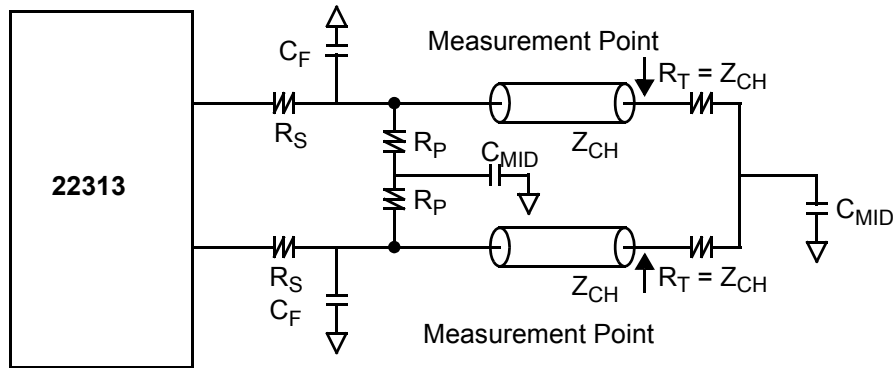 C_F
Measurement Point
R_T = Z_CH
R_S
R_P
Z_CH
C_MID
22313
R_P
C_MID
R_S
Z_CH
R_T = Z_CH
C_F
Measurement Point